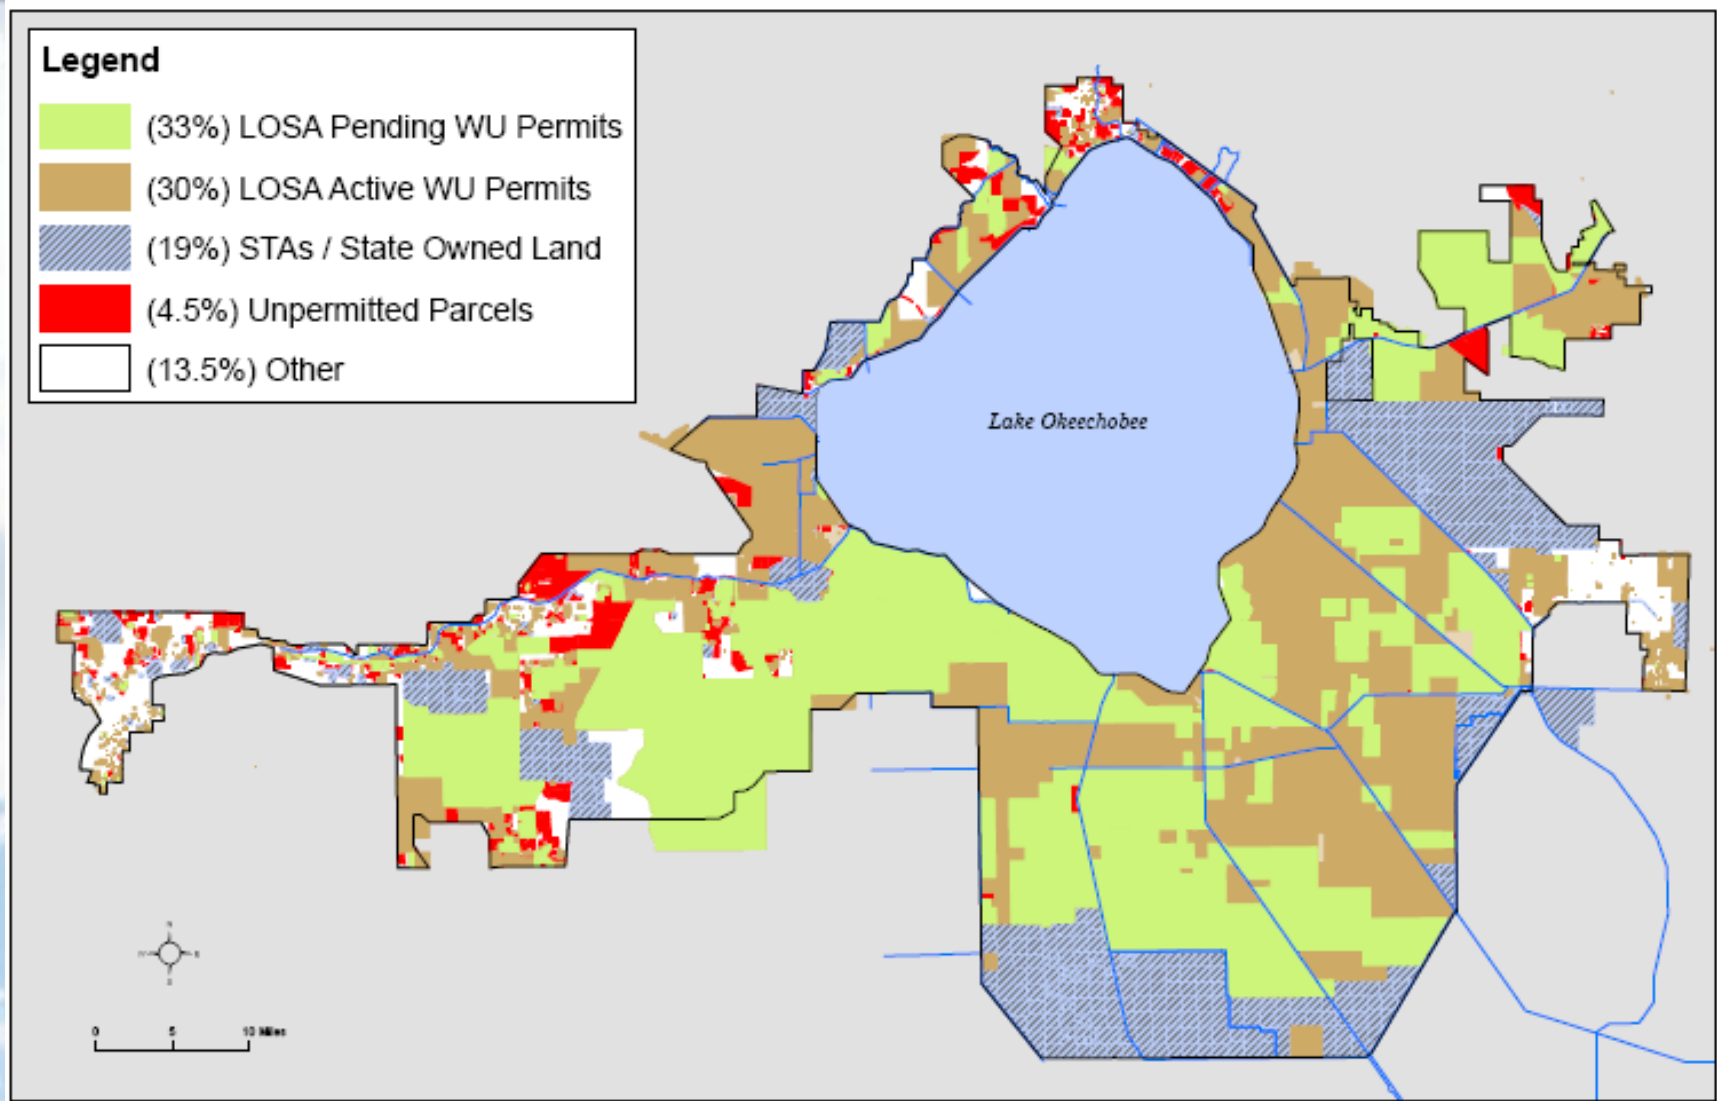 Legend
(33%) LOSA Pending WU Permits
(30%) LOSA Active WU Permits
(19%) STAs / State Owned Land
(4.5%) Unpermitted Parcels
(13.5%) Other
Lake Okeechobee
0 5 10 Miles